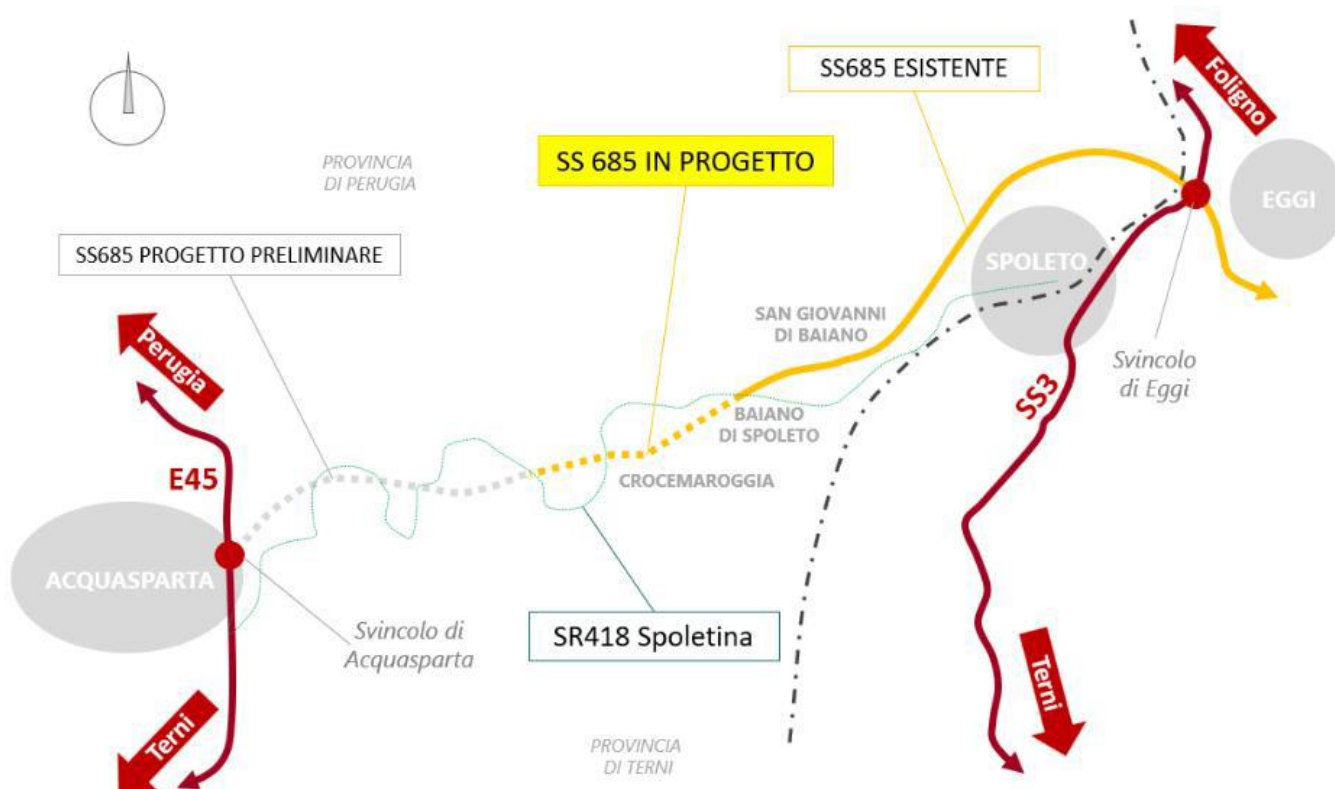 SS685 ESISTENTE
Foligno
SS 685 IN PROGETTO
PROVINCIA
DI PERUGIA
EGGI
SS685 PROGETTO PRELIMINARE
SPOLETO
SAN GIOVANNI
DI BAIANO
Perugia
Svincolo
di Eggi
SS3
BAIANO
DI SPOLETO
E45
CROCEMAROGGIA
ACQUASPARTA
Svincolo di
Acquasparta
SR418 Spoletina
Terni
Terni
PROVINCIA
DI TERNI